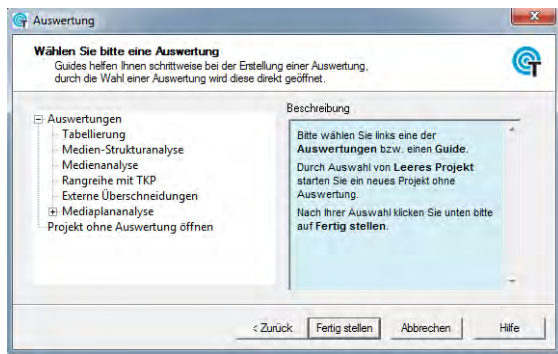 Auswertung
Wählen Sie bitte eine Auswertung
Guides helfen Ihnen schrittweise bei der Erstellung einer Auswertung,
durch die Wahl einer Auswertung wird diese direkt geöffnet.
Auswertungen
Tabellierung
Medien-Strukturanalyse
Medienanalyse
Rangreihe mit TKP
Externe Überschneidungen
Mediaplananalyse
Projekt ohne Auswertung öffnen
Beschreibung
Bitte wählen Sie links eine der
Auswertungen bzw. einen Guide.
Durch Auswahl von Leeres Projekt
starten Sie ein neues Projekt ohne
Auswertung.
Nach Ihrer Auswahl klicken Sie unten bitte
auf Fertig stellen.
< Zurück Fertig stellen Abbrechen Hilfe